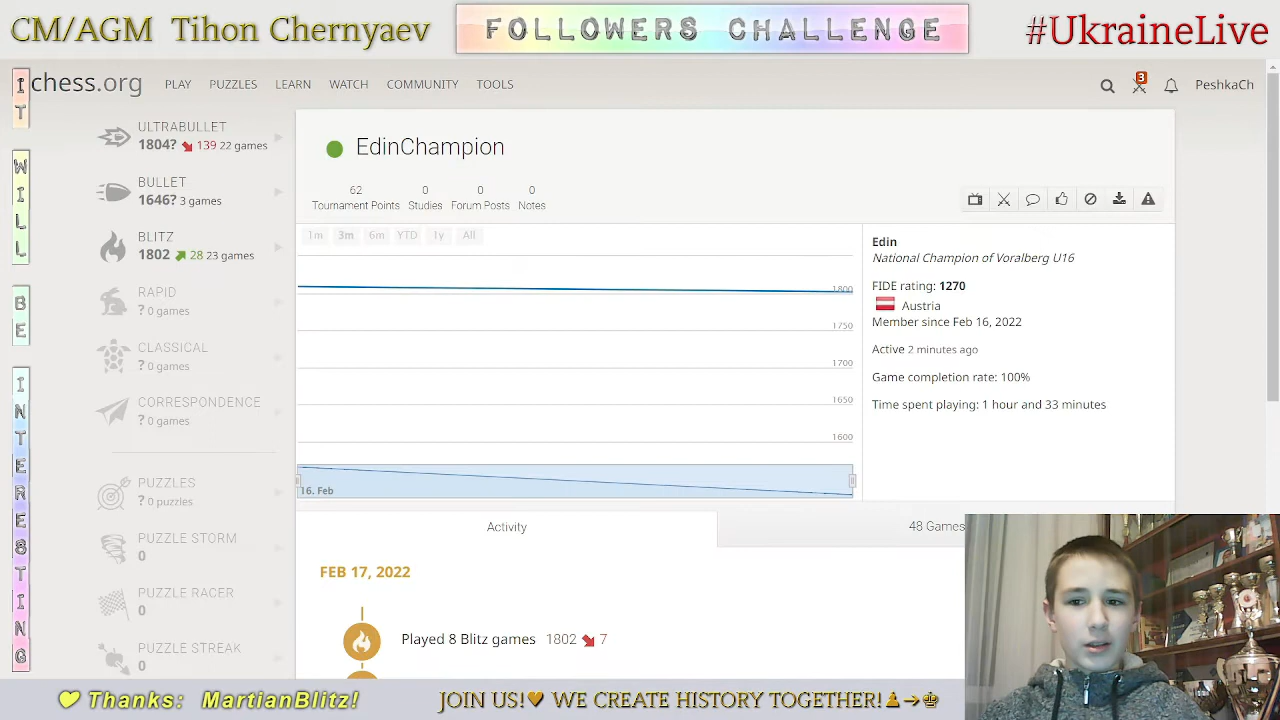 CM/AGM Tihon Chernyaev
FOLLOWERS CHALLENGE
#UkraineLive
IT WILL BE INTERESTING
chess.org
PLAY PUZZLES LEARN WATCH COMMUNITY TOOLS
3
PeshkaCh
ULTRABULLET
1804? 139 22 games
BULLET
1646? 3 games
BLITZ
1802 28 23 games
RAPID
? 0 games
CLASSICAL
? 0 games
CORRESPONDENCE
? 0 games
PUZZLES
? 0 puzzles
PUZZLE STORM
0
PUZZLE RACER
0
PUZZLE STREAK
0
EdinChampion
62 0 0 0
Tournament Points Studies Forum Posts Notes
1m 3m 6m YTD 1y All
1800
1750
1700
1650
1600
16. Feb
Edin
National Champion of Voralberg U16
FIDE rating: 1270
Austria
Member since Feb 16, 2022
Active 2 minutes ago
Game completion rate: 100%
Time spent playing: 1 hour and 33 minutes
Activity
48 Games
FEB 17, 2022
Played 8 Blitz games 1802 7
Thanks: MartianBlitz!
JOIN US! WE CREATE HISTORY TOGETHER!